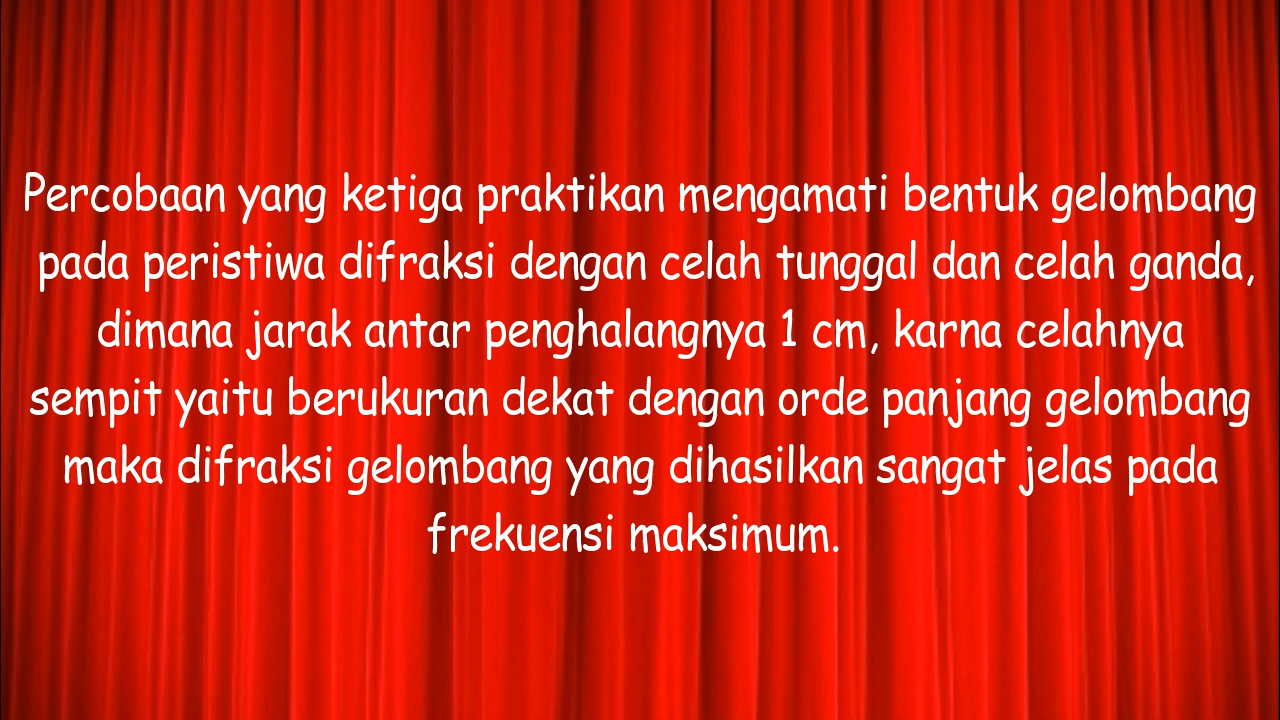 Percobaan yang ketiga praktikan mengamati bentuk gelombang
pada peristiwa difraksi dengan celah tunggal dan celah ganda,
dimana jarak antar penghalangnya 1 cm, karna celahnya
sempit yaitu berukuran dekat dengan orde panjang gelombang
maka difraksi gelombang yang dihasilkan sangat jelas pada
frekuensi maksimum.